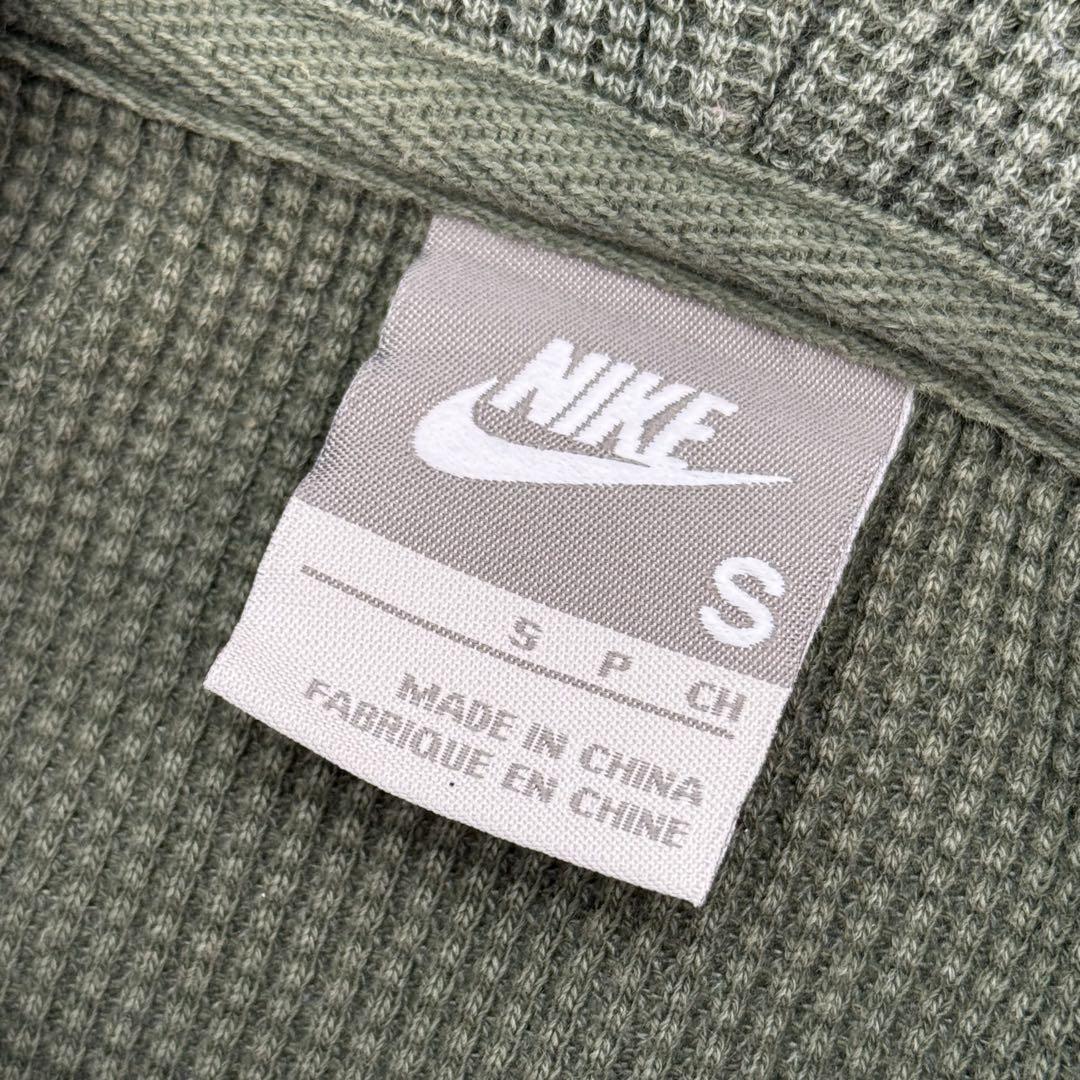 NIKE
S
S P CH
MADE IN CHINA
FABRIQUE EN CHINE